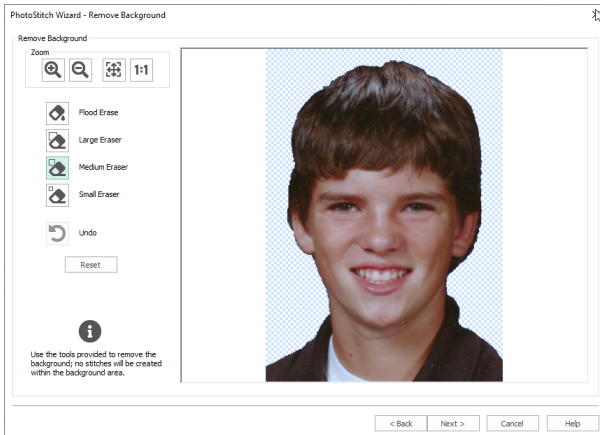 PhotoStitch Wizard - Remove Background
Remove Background
Zoom
1:1
Flood Erase
Large Eraser
Medium Eraser
Small Eraser
Undo
Reset
Use the tools provided to remove the
background; no stitches will be created
within the background area.
< Back
Next >
Cancel
Help